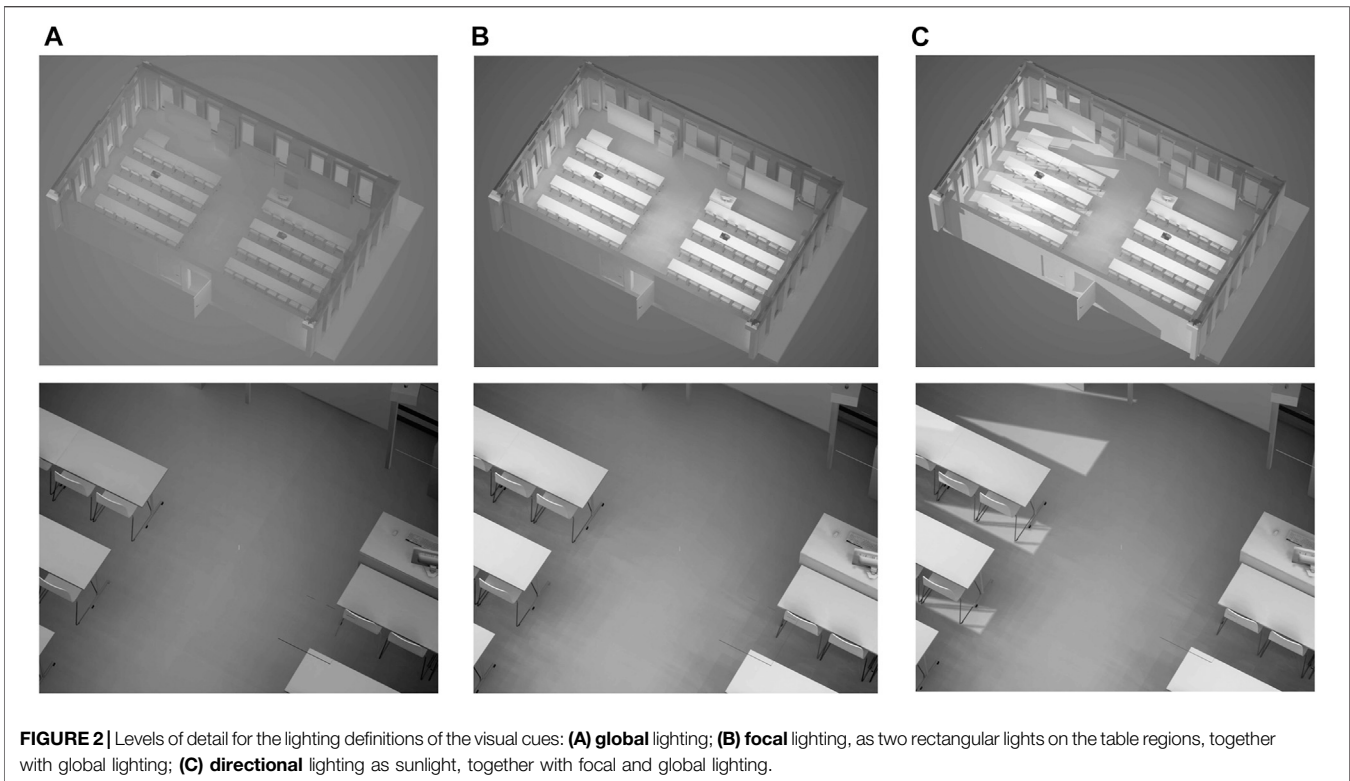 A
B
C
FIGURE 2 | Levels of detail for the lighting definitions of the visual cues: (A) global lighting; (B) focal lighting, as two rectangular lights on the table regions, together
with global lighting; (C) directional lighting as sunlight, together with focal and global lighting.